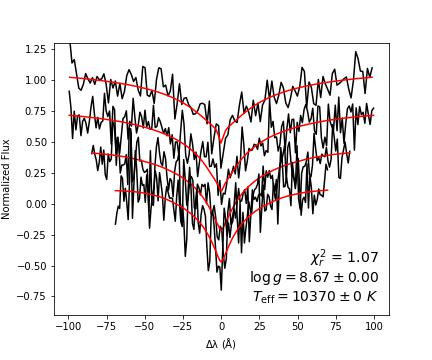 1.25
1.00
0.75
0.50
0.25
0.00
−0.25
−0.50
−0.75
Normalized Flux
χ²ᵣ = 1.07
log g = 8.67 ± 0.00
T_eff = 10370 ± 0 K
−100 −75 −50 −25 0 25 50 75 100
Δλ (Å)